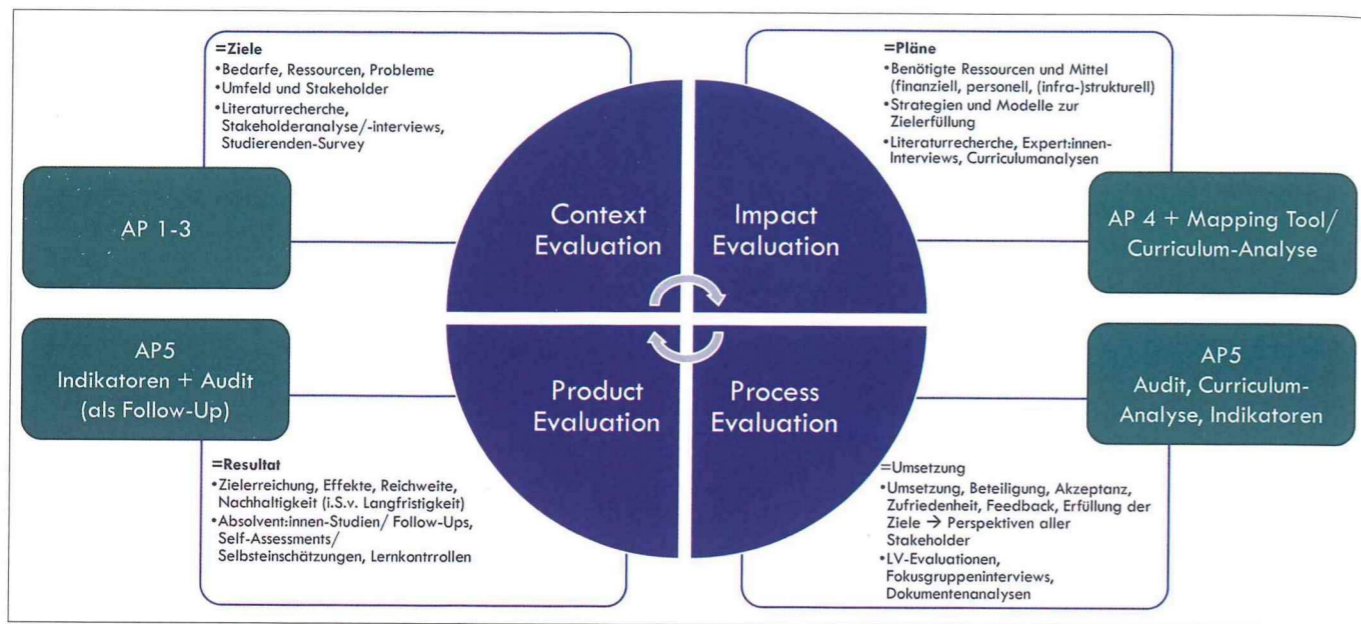 =Ziele
•Bedarfe, Ressourcen, Probleme
•Umfeld und Stakeholder
•Literaturrecherche,
Stakeholderanalyse/-interviews,
Studierenden-Survey
AP 1-3
Context
Evaluation
=Pläne
•Benötigte Ressourcen und Mittel
(finanziell, personell, (infra-)strukturell)
•Strategien und Modelle zur
Zielerfüllung
•Literaturrecherche, Expert:innen-
Interviews, Curriculumanalysen
Impact
Evaluation
AP 4 + Mapping Tool/
Curriculum-Analyse
AP5
Indikatoren + Audit
(als Follow-Up)
Product
Evaluation
=Resultat
•Zielerreichung, Effekte, Reichweite,
Nachhaltigkeit (i.S.v. Langfristigkeit)
•Absolvent:innen-Studien/ Follow-Ups,
Self-Assessments/
Selbsteinschätzungen, Lernkontrrollen
Process
Evaluation
AP5
Audit, Curriculum-
Analyse, Indikatoren
=Umsetzung
•Umsetzung, Beteiligung, Akzeptanz,
Zufriedenheit, Feedback, Erfüllung der
Ziele → Perspektiven aller
Stakeholder
•LV-Evaluationen,
Fokusgruppeninterviews,
Dokumentenanalysen